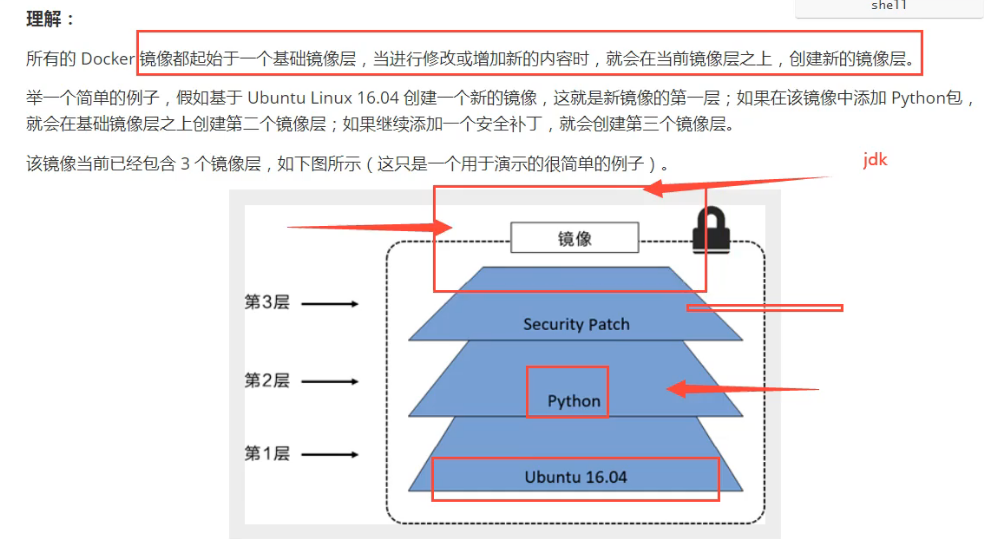 shell
理解：
所有的 Docker 镜像都起始于一个基础镜像层，当进行修改或增加新的内容时，就会在当前镜像层之上，创建新的镜像层。
举一个简单的例子，假如基于 Ubuntu Linux 16.04 创建一个新的镜像，这就是新镜像的第一层；如果在该镜像中添加 Python包，
就会在基础镜像层之上创建第二个镜像层；如果继续添加一个安全补丁，就会创建第三个镜像层。
该镜像当前已经包含 3 个镜像层，如下图所示（这只是一个用于演示的很简单的例子）。
jdk
镜像
第3层
Security Patch
第2层
Python
第1层
Ubuntu 16.04